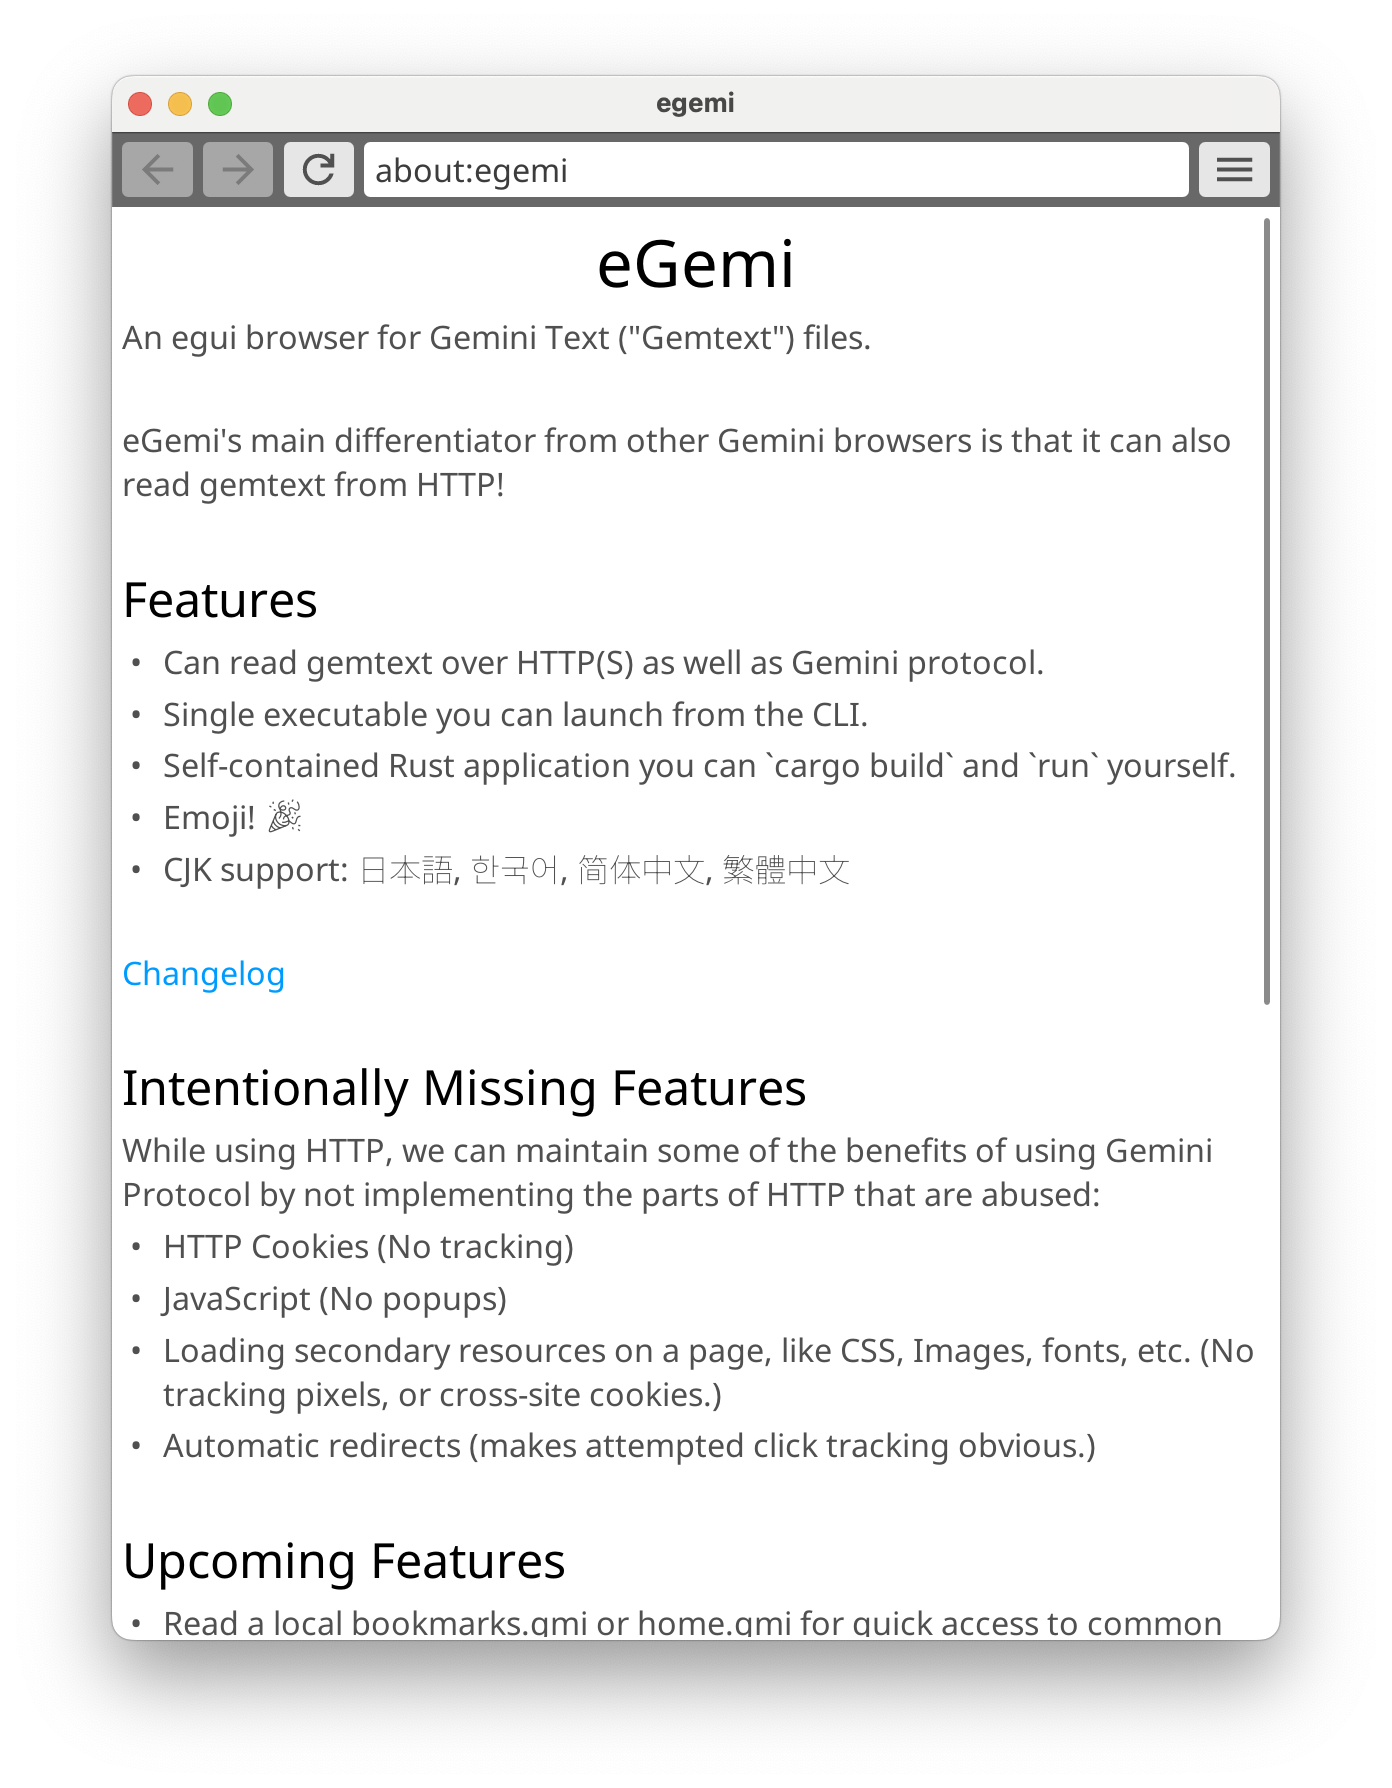 egemi
about:egemi
eGemi
An egui browser for Gemini Text ("Gemtext") files.
eGemi's main differentiator from other Gemini browsers is that it can also
read gemtext from HTTP!
Features
• Can read gemtext over HTTP(S) as well as Gemini protocol.
• Single executable you can launch from the CLI.
• Self-contained Rust application you can `cargo build` and `run` yourself.
• Emoji! 🎉
• CJK support: 日本語, 한국어, 简体中文, 繁體中文
Changelog
Intentionally Missing Features
While using HTTP, we can maintain some of the benefits of using Gemini
Protocol by not implementing the parts of HTTP that are abused:
• HTTP Cookies (No tracking)
• JavaScript (No popups)
• Loading secondary resources on a page, like CSS, Images, fonts, etc. (No
tracking pixels, or cross-site cookies.)
• Automatic redirects (makes attempted click tracking obvious.)
Upcoming Features
• Read a local bookmarks.gmi or home.gmi for quick access to common